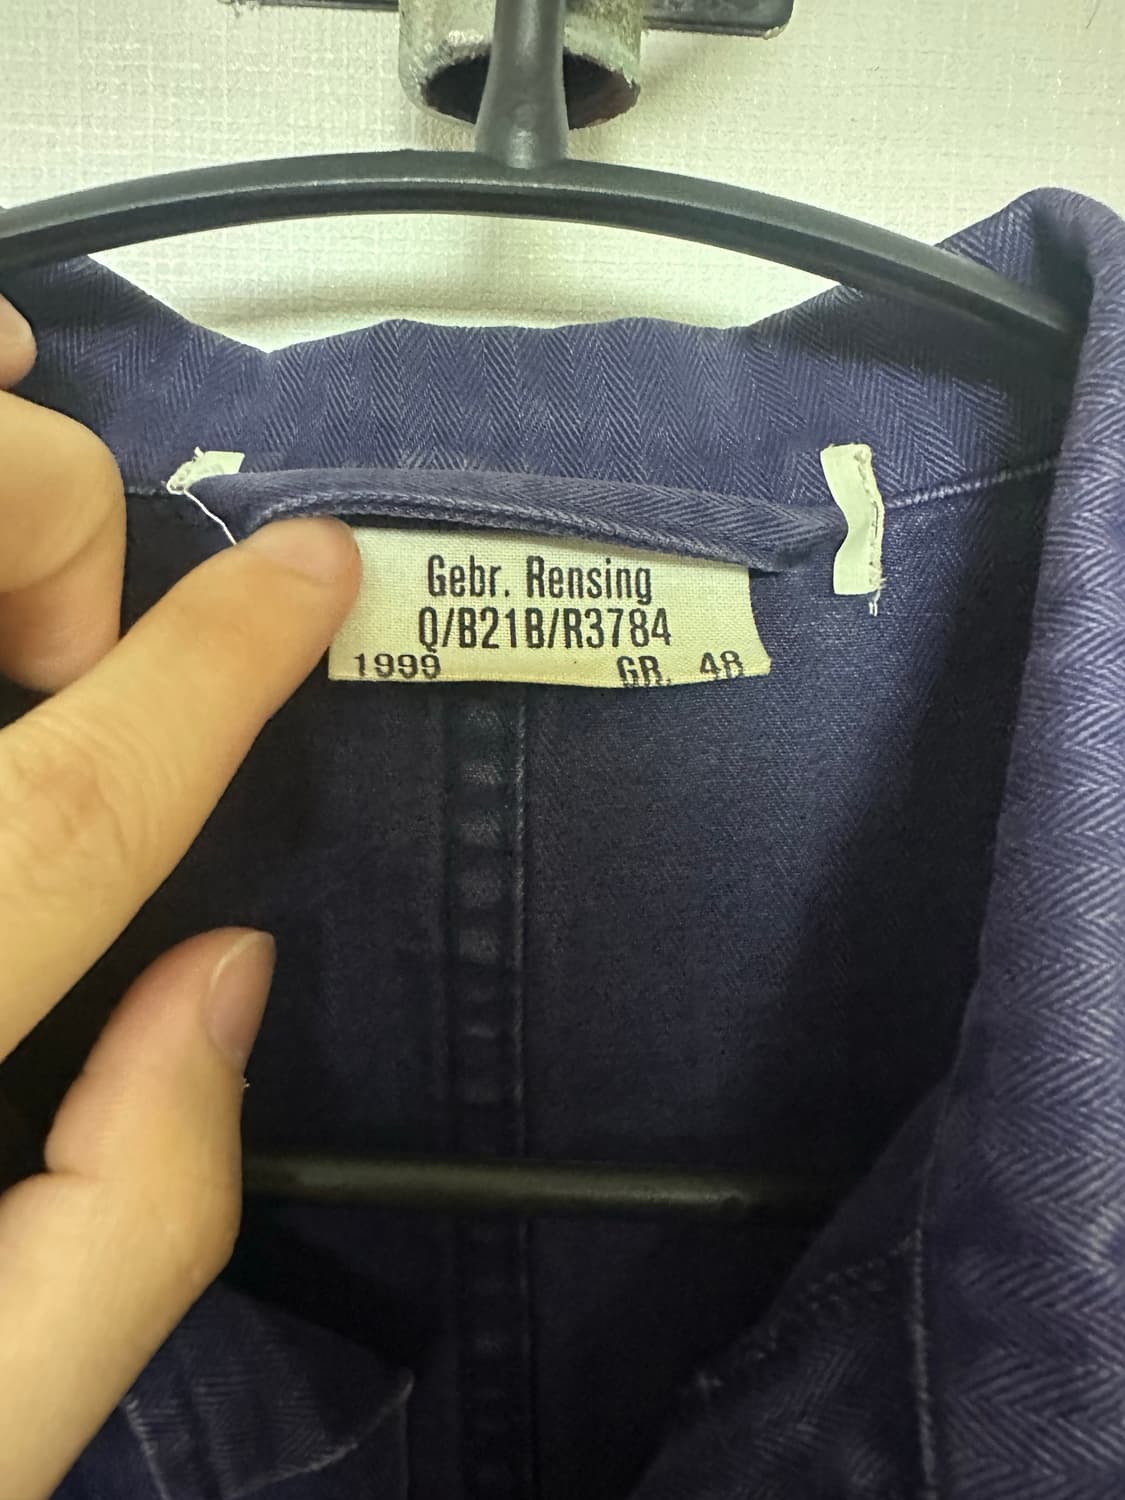 Gebr. Rensing
Q/B21B/R3784
1999 GR. 48